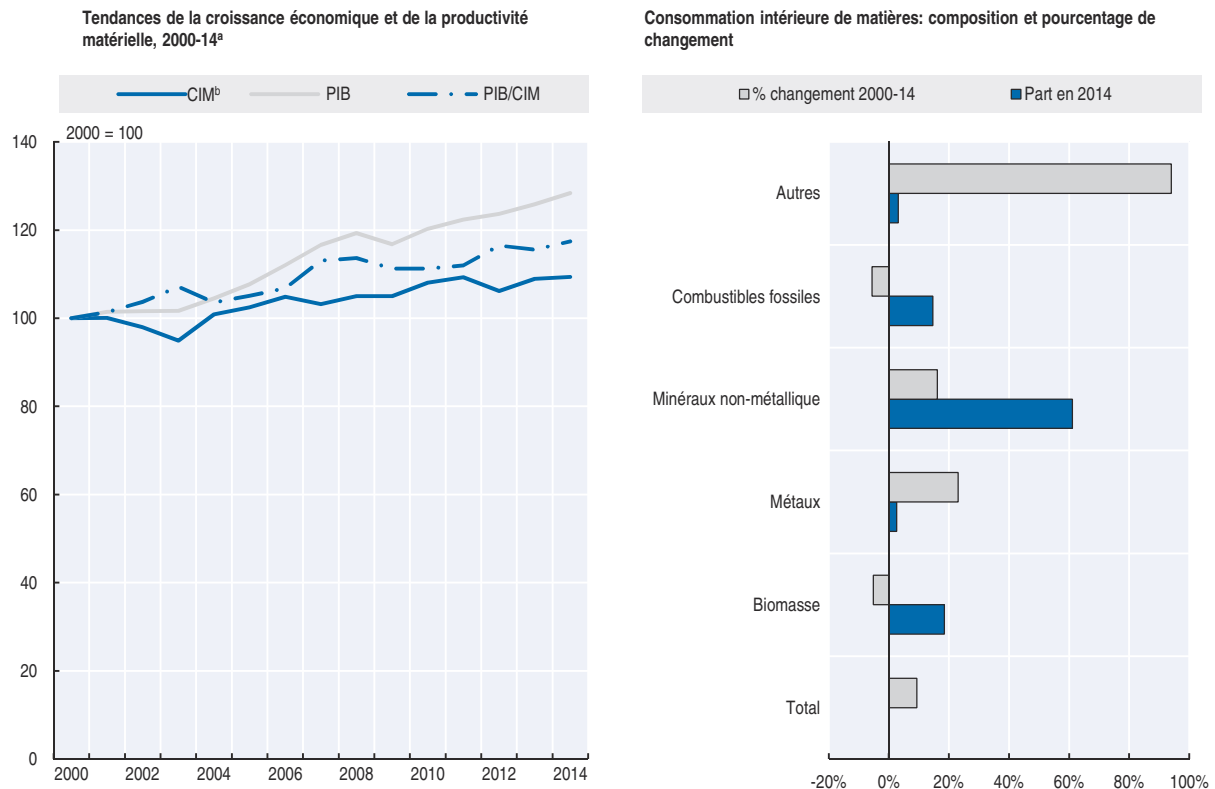 Tendances de la croissance économique et de la productivité
matérielle, 2000-14ª
CIMᵇ PIB PIB/CIM
2000 = 100
140
120
100
80
60
40
20
0
2000 2002 2004 2006 2008 2010 2012 2014
Consommation intérieure de matières: composition et pourcentage de
changement
% changement 2000-14 Part en 2014
Autres
Combustibles fossiles
Minéraux non-métallique
Métaux
Biomasse
Total
-20% 0% 20% 40% 60% 80% 100%